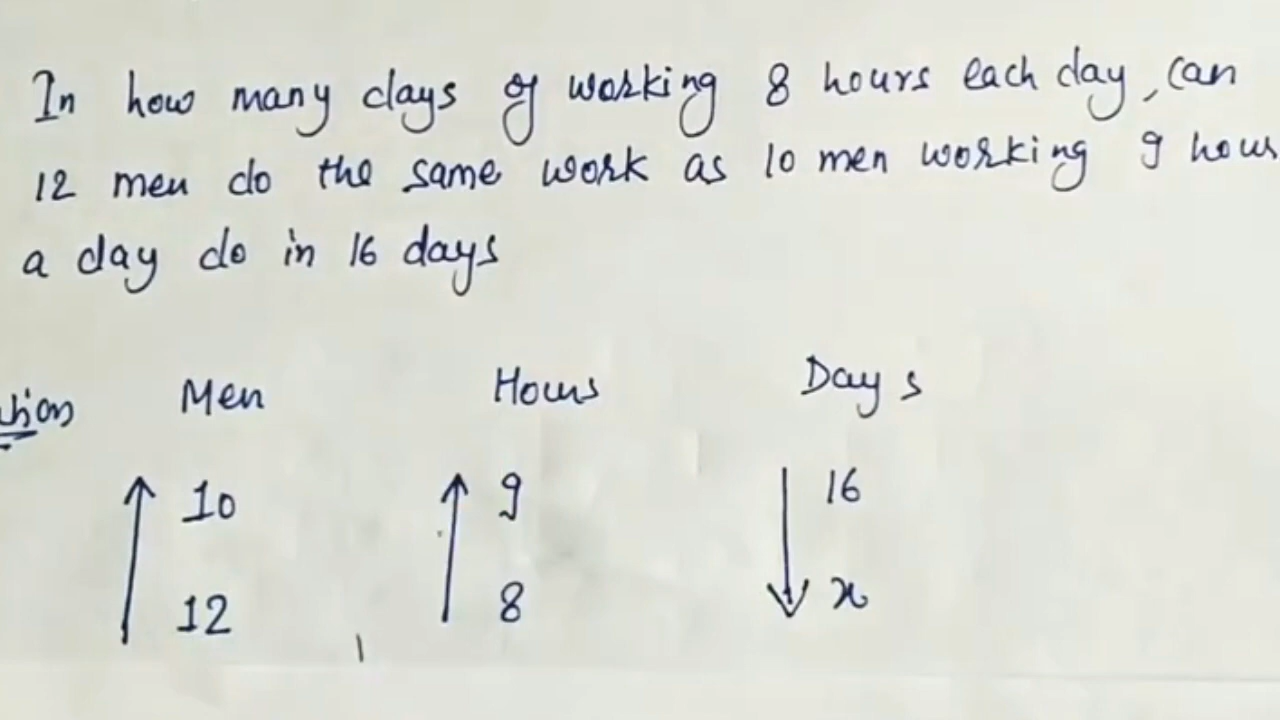 In how many days of working 8 hours each day, can
12 men do the same work as 10 men working 9 hours
a day do in 16 days
Men Hours Days
10 9 16
12 8 x